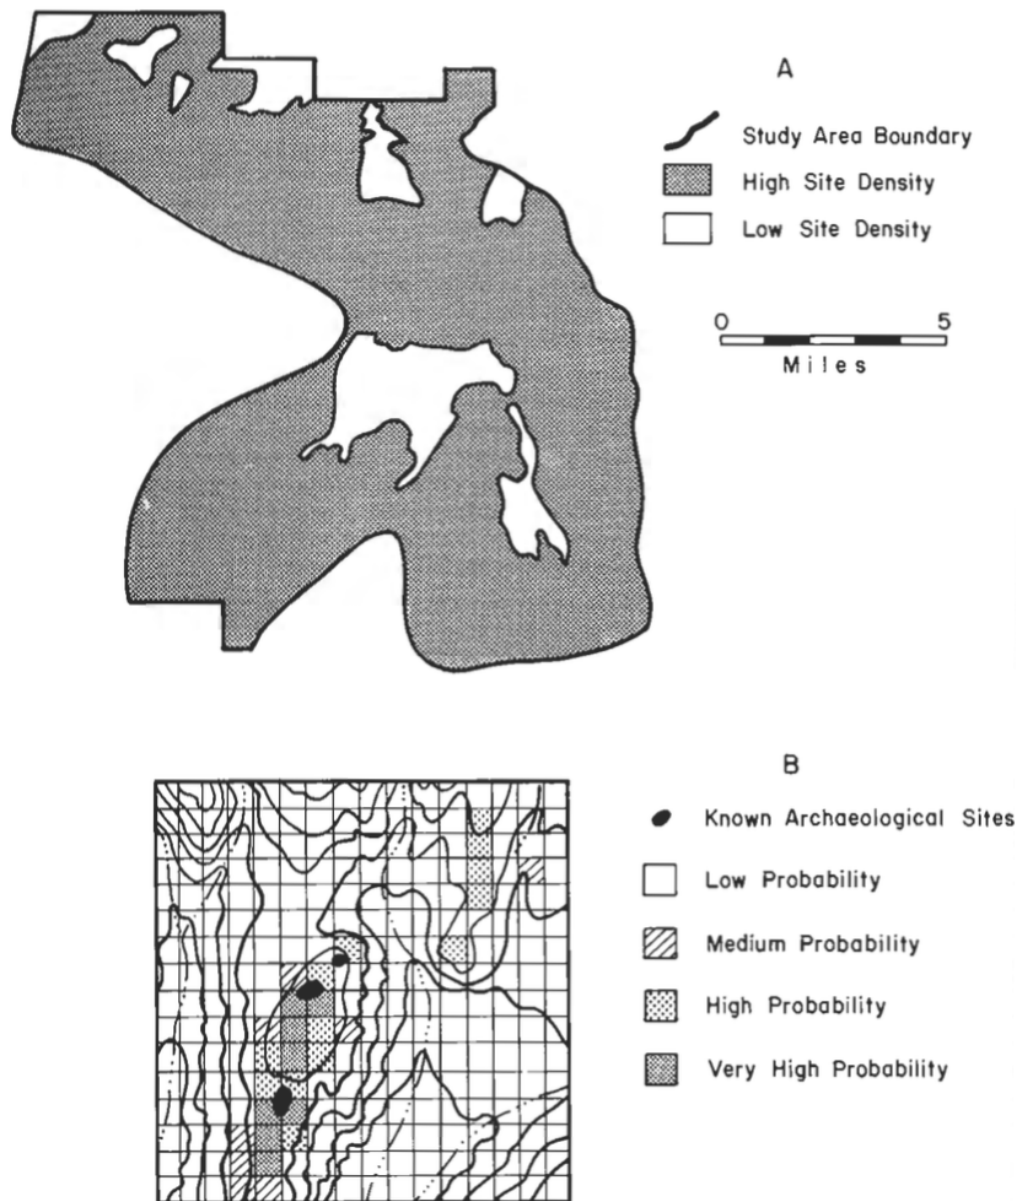 A
Study Area Boundary
High Site Density
Low Site Density
0 5
Miles
B
Known Archaeological Sites
Low Probability
Medium Probability
High Probability
Very High Probability